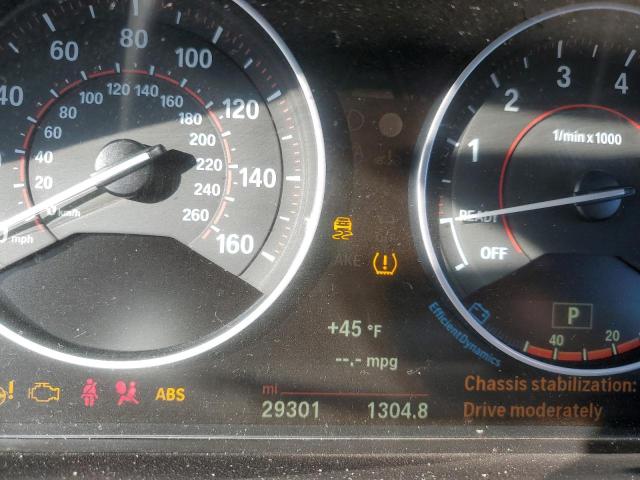 40 60 80 100 120 140 160
20 40 60 80 100 120 140 160 180 200 220 240 260
0 km/h
mph
1 2 3 4
1/min x 1000
READY
OFF
AKE
P
EfficientDynamics
40 20
+45 °F
--.- mpg
ABS
mi
29301 1304.8
Chassis stabilization:
Drive moderately